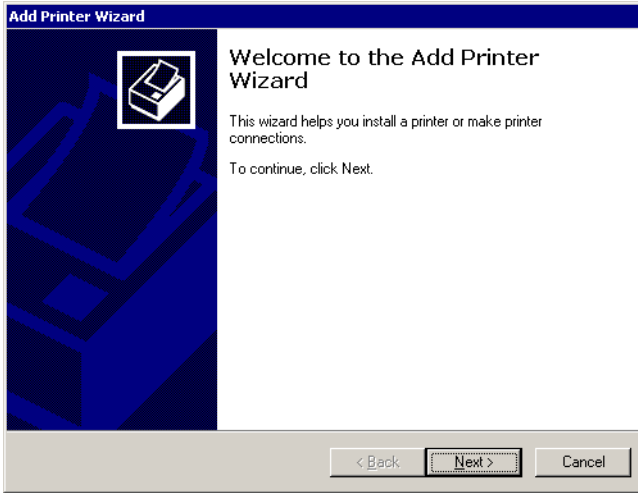 Add Printer Wizard
Welcome to the Add Printer
Wizard
This wizard helps you install a printer or make printer
connections.
To continue, click Next.
< Back
Next >
Cancel